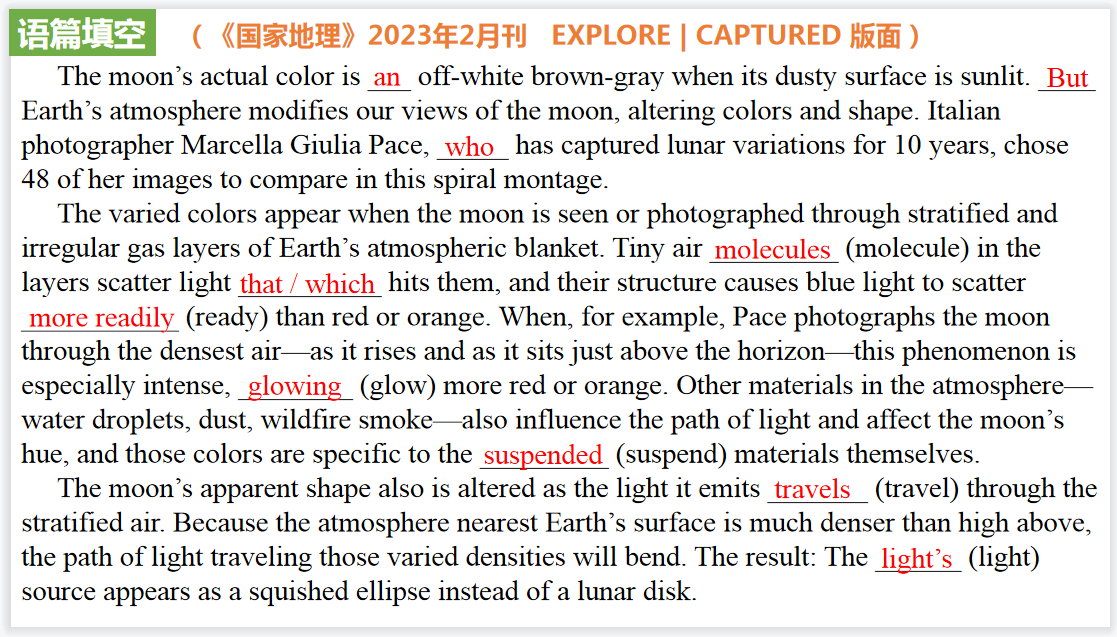 语篇填空 （《国家地理》2023年2月刊 EXPLORE | CAPTURED 版面）
The moon’s actual color is an off-white brown-gray when its dusty surface is sunlit. But
Earth’s atmosphere modifies our views of the moon, altering colors and shape. Italian
photographer Marcella Giulia Pace, who has captured lunar variations for 10 years, chose
48 of her images to compare in this spiral montage.
The varied colors appear when the moon is seen or photographed through stratified and
irregular gas layers of Earth’s atmospheric blanket. Tiny air molecules (molecule) in the
layers scatter light that / which hits them, and their structure causes blue light to scatter
more readily (ready) than red or orange. When, for example, Pace photographs the moon
through the densest air—as it rises and as it sits just above the horizon—this phenomenon is
especially intense, glowing (glow) more red or orange. Other materials in the atmosphere—
water droplets, dust, wildfire smoke—also influence the path of light and affect the moon’s
hue, and those colors are specific to the suspended (suspend) materials themselves.
The moon’s apparent shape also is altered as the light it emits travels (travel) through the
stratified air. Because the atmosphere nearest Earth’s surface is much denser than high above,
the path of light traveling those varied densities will bend. The result: The light’s (light)
source appears as a squished ellipse instead of a lunar disk.